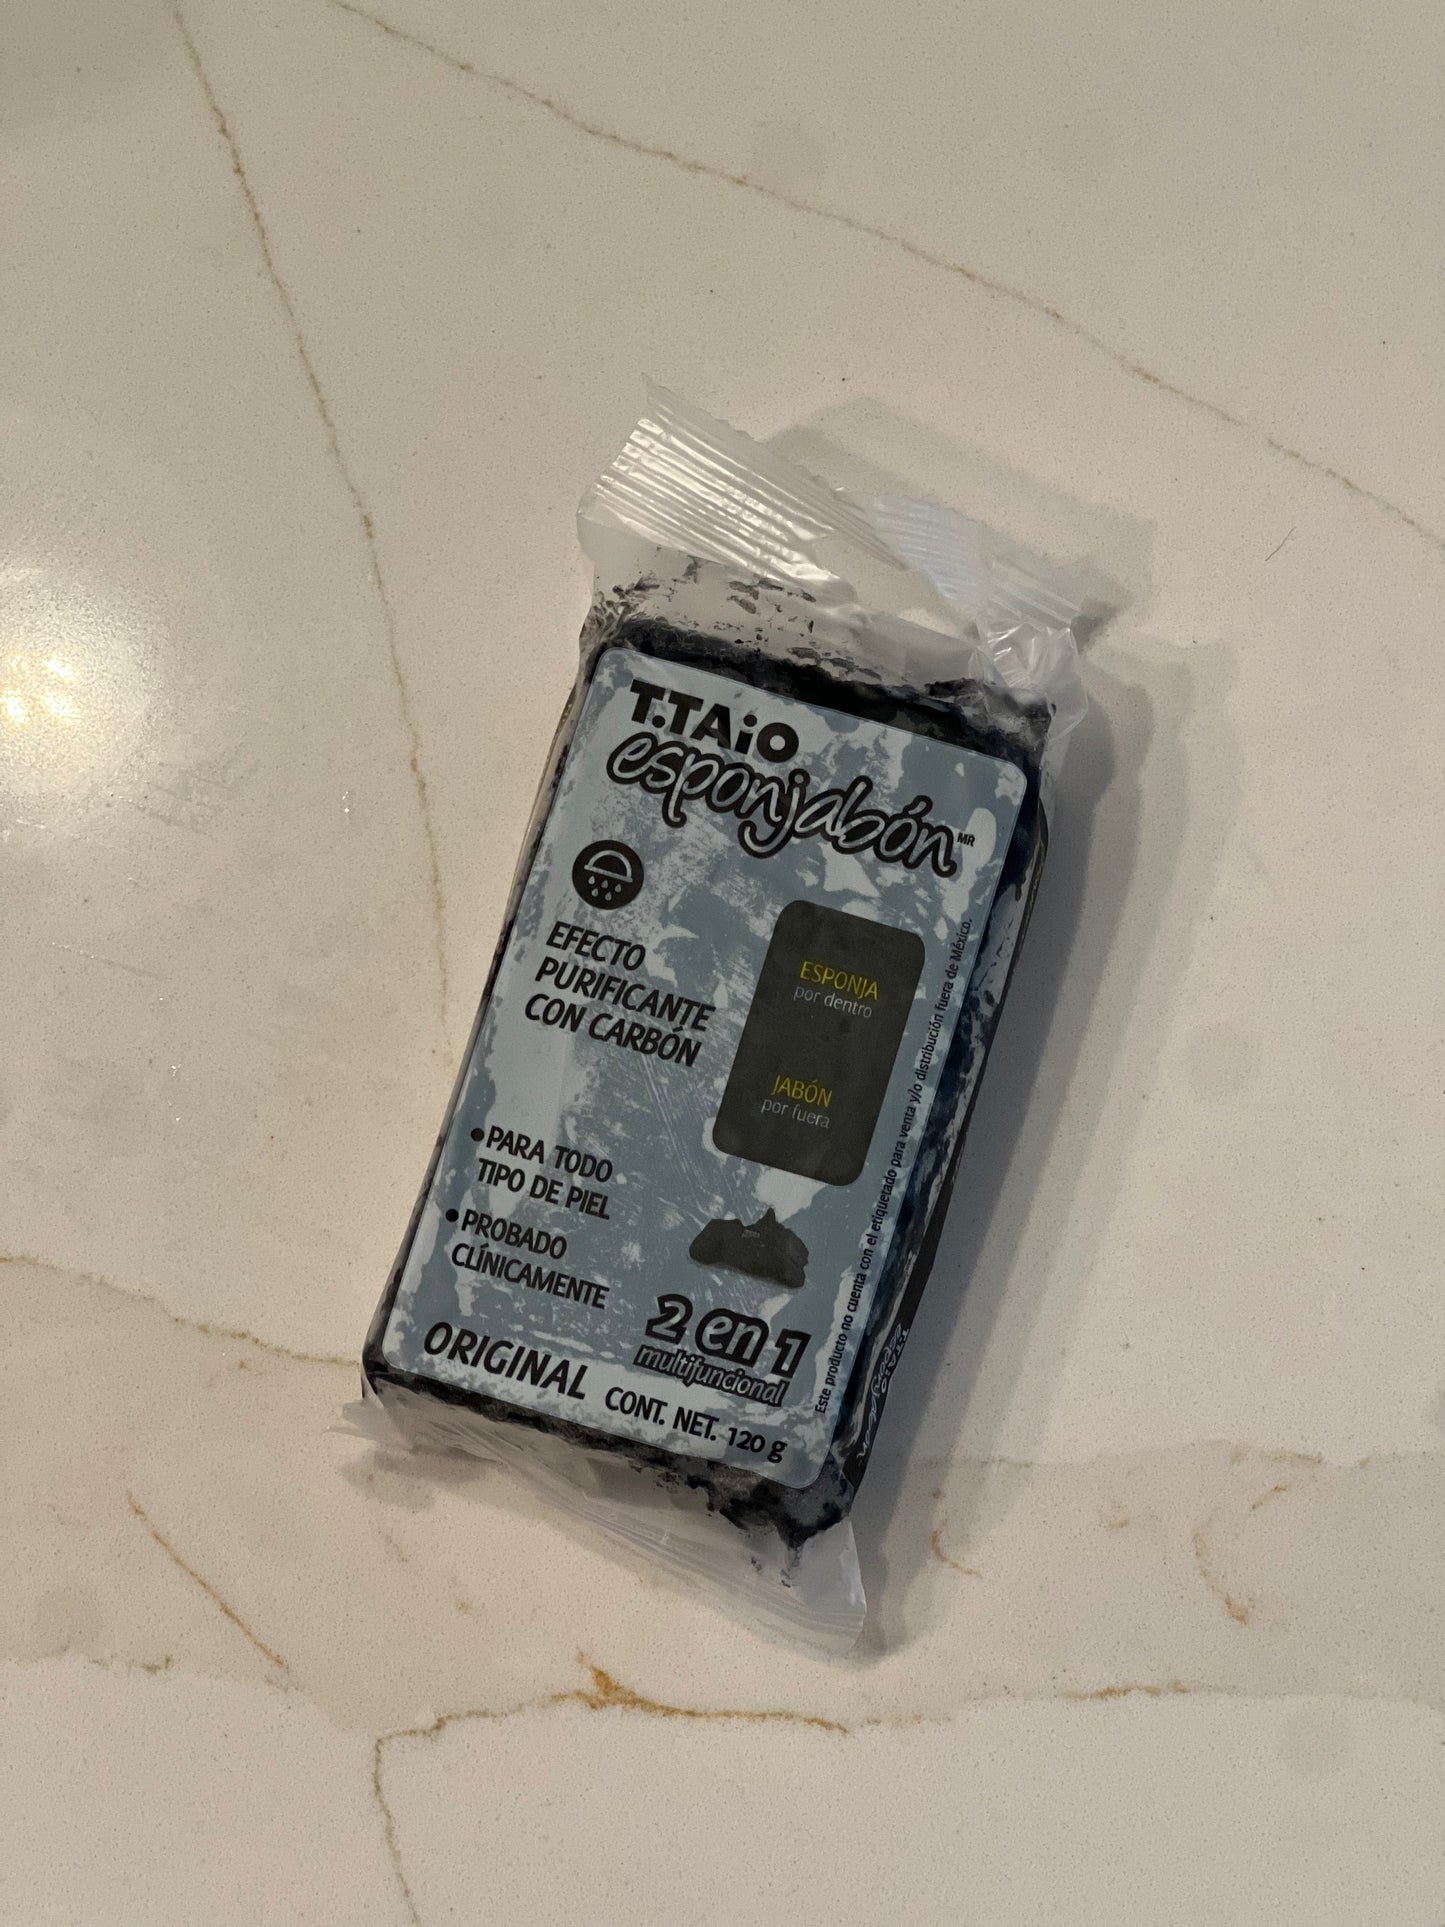 T.TAiO
esponjabón MR
EFECTO
PURIFICANTE
CON CARBÓN
ESPONJA
por dentro
JABÓN
por fuera
• PARA TODO
TIPO DE PIEL
• PROBADO
CLÍNICAMENTE
2 en 1
multifuncional
ORIGINAL
CONT. NET. 120 g
Este producto no cuenta con el etiquetado para venta y/o distribución fuera de México.
T.TAiO
esponjabón